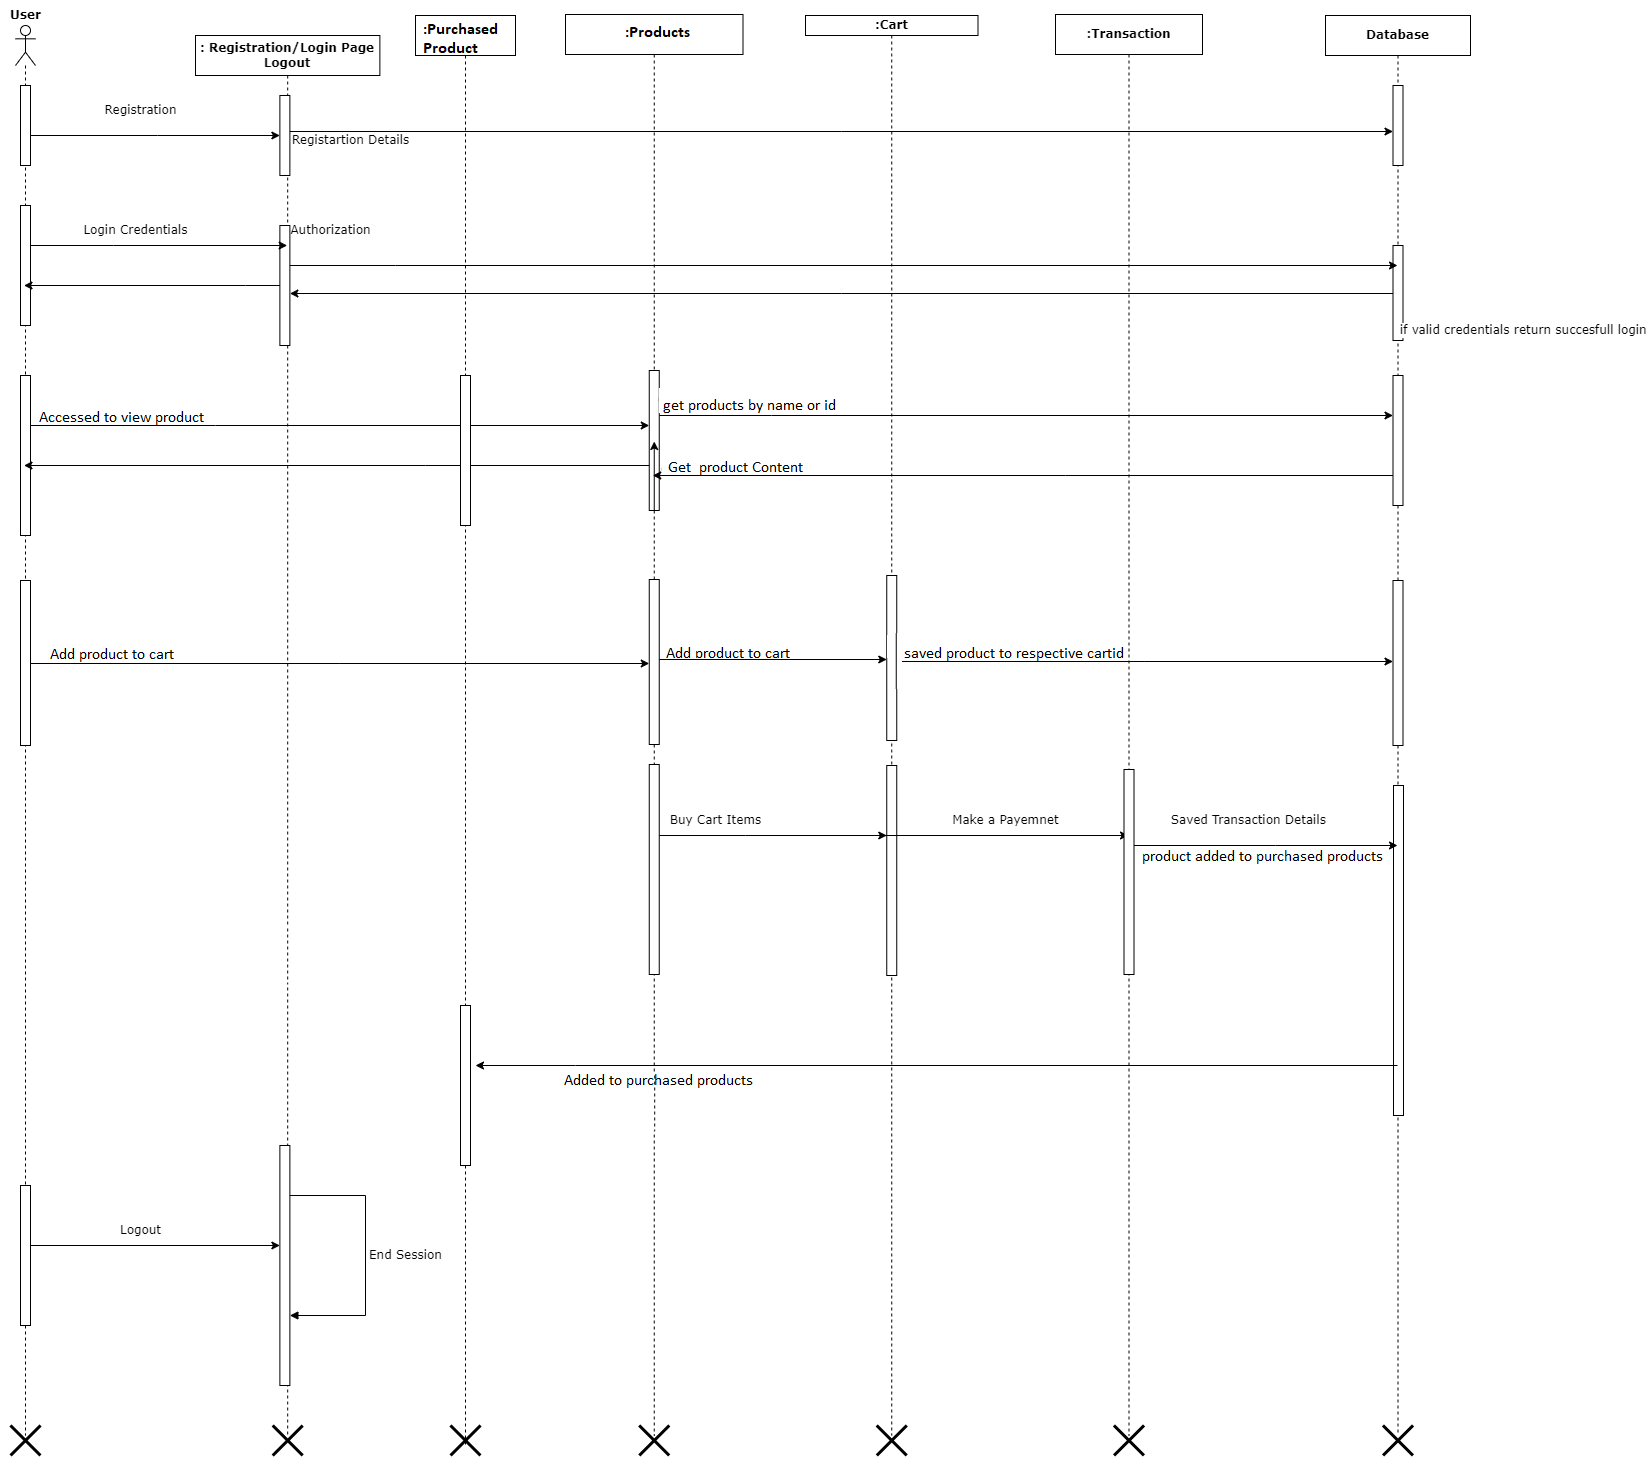 User
: Registration/Login Page
Logout
:Purchased
Product
:Products
:Cart
:Transaction
Database
Registration
Registartion Details
Login Credentials
Authorization
if valid credentials return succesfull login
Accessed to view product
get products by name or id
Get  product Content
Add product to cart
Add product to cart
saved product to respective cartid
Buy Cart Items
Make a Payemnet
Saved Transaction Details
product added to purchased products
Added to purchased products
Logout
End Session